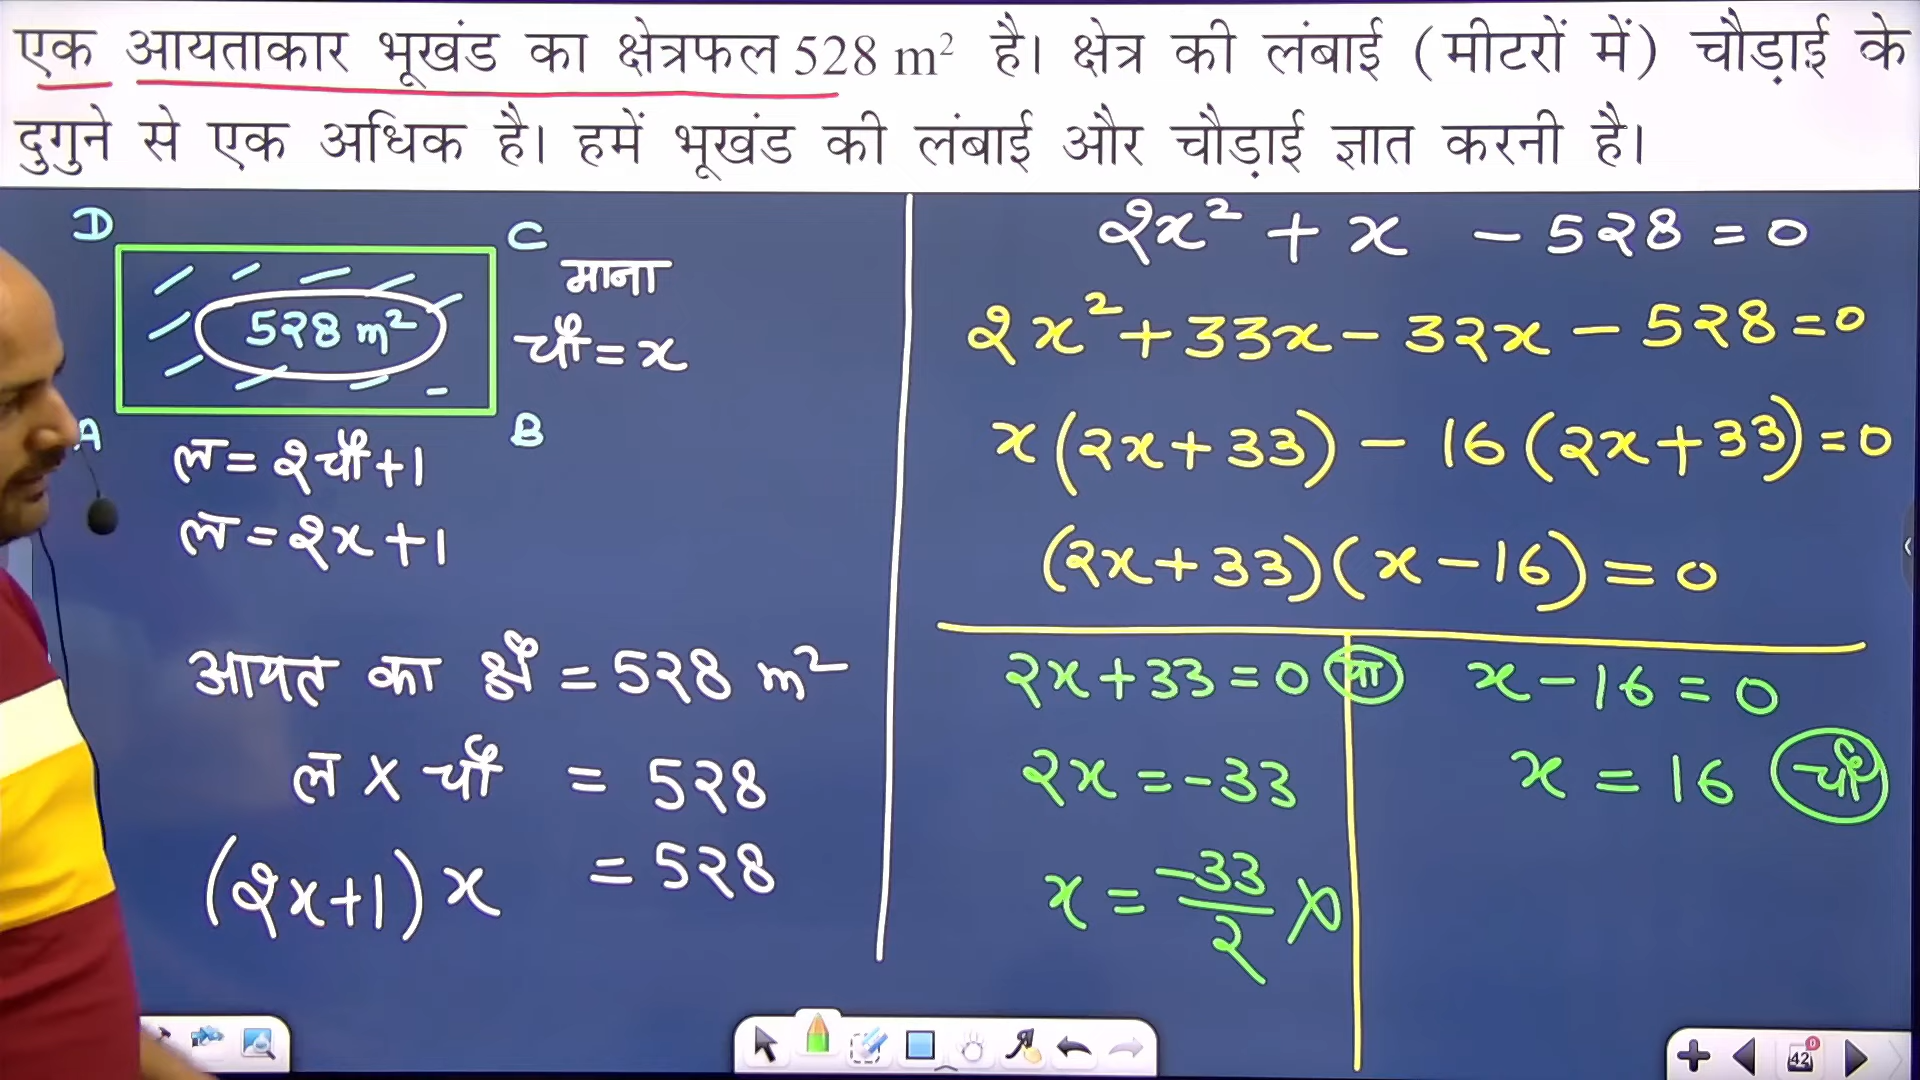 एक आयताकार भूखंड का क्षेत्रफल 528 m² है। क्षेत्र की लंबाई (मीटरों में) चौड़ाई के
दुगुने से एक अधिक है। हमें भूखंड की लंबाई और चौड़ाई ज्ञात करनी है।
D
C
528 m²
A
B
माना
चौ॰ = x
ल॰ = 2चौ॰ + 1
ल॰ = 2x + 1
आयत का क्षे॰ = 528 m²
ल॰ × चौ॰ = 528
(2x+1) x = 528
2x² + x - 528 = 0
2x² + 33x - 32x - 528 = 0
x(2x+33) - 16(2x+33) = 0
(2x+33)(x-16) = 0
2x + 33 = 0 या x - 16 = 0
2x = -33
x = -33/2 ×
x = 16 चौ॰
42
0